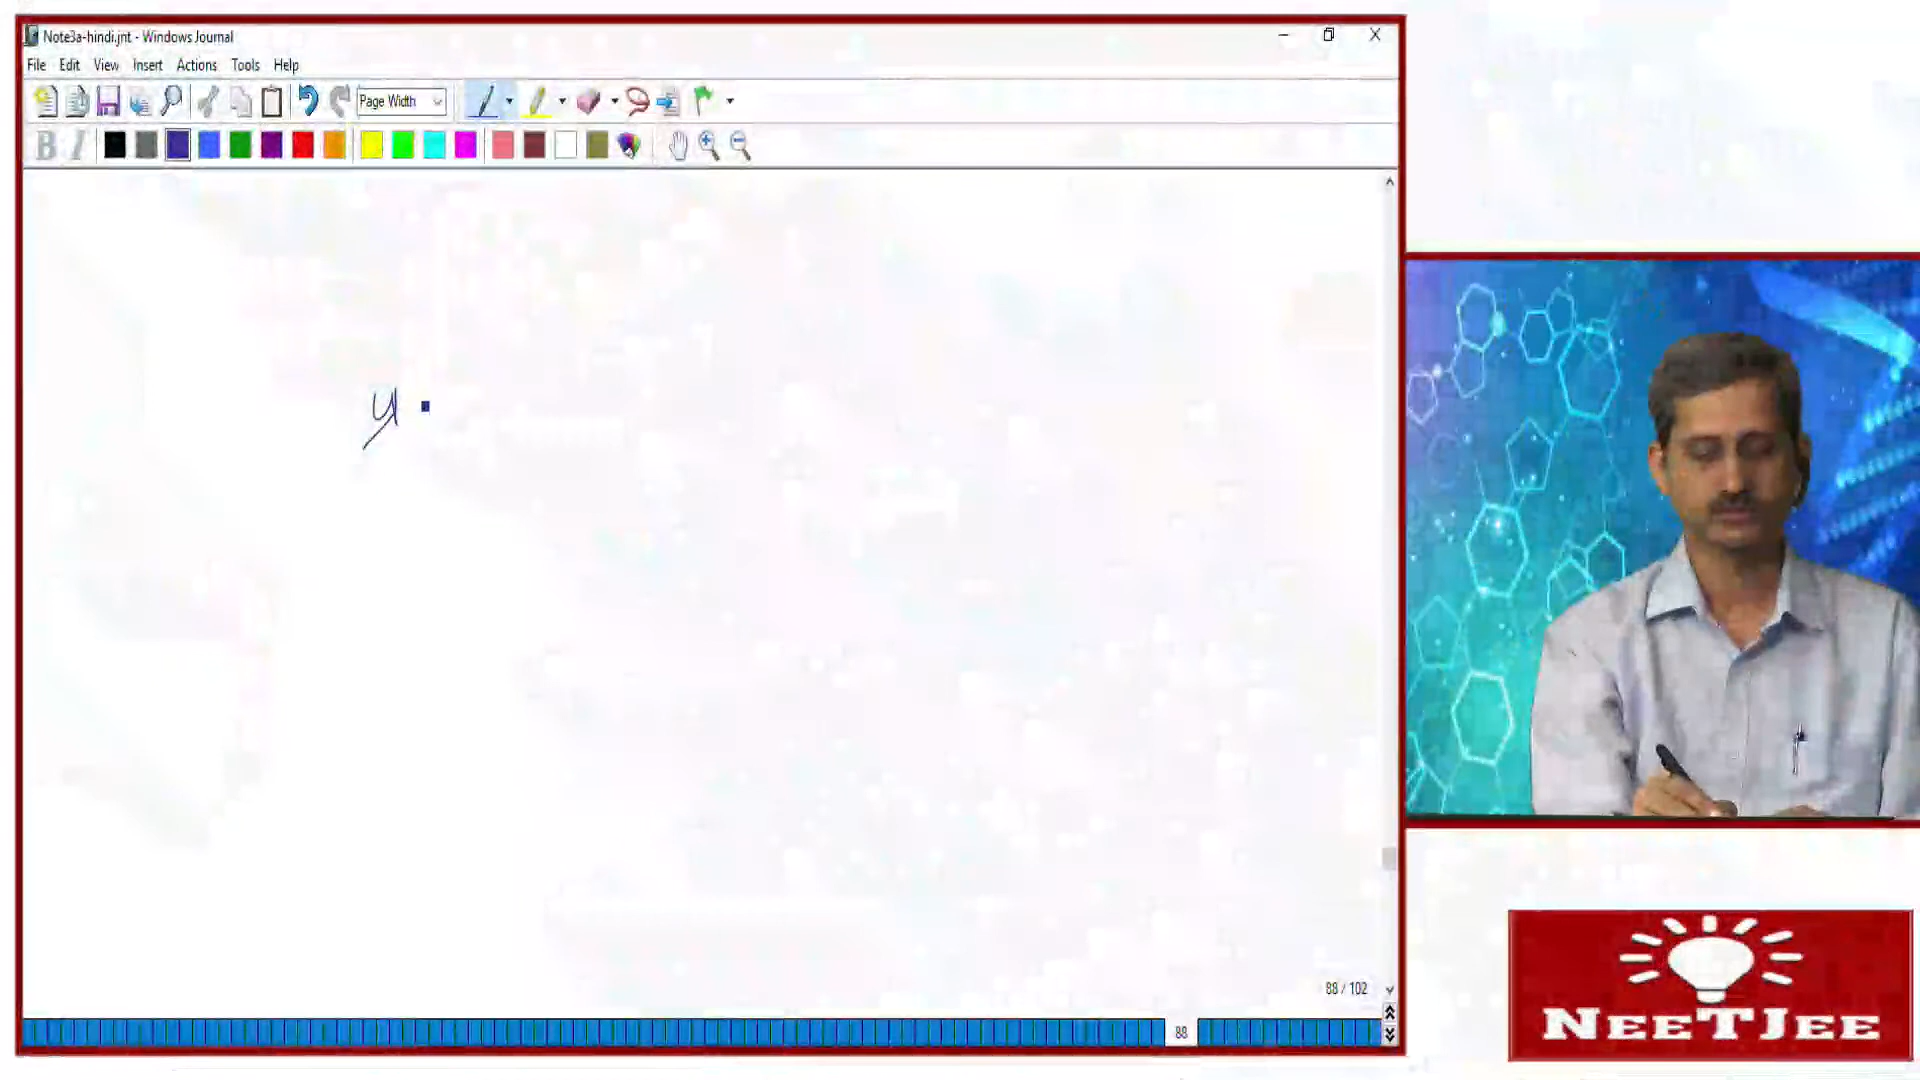 Note3a-hindi.jnt - Windows Journal
File Edit View Insert Actions Tools Help
Page Width
B I
y
88 / 102
88
NEETJEE